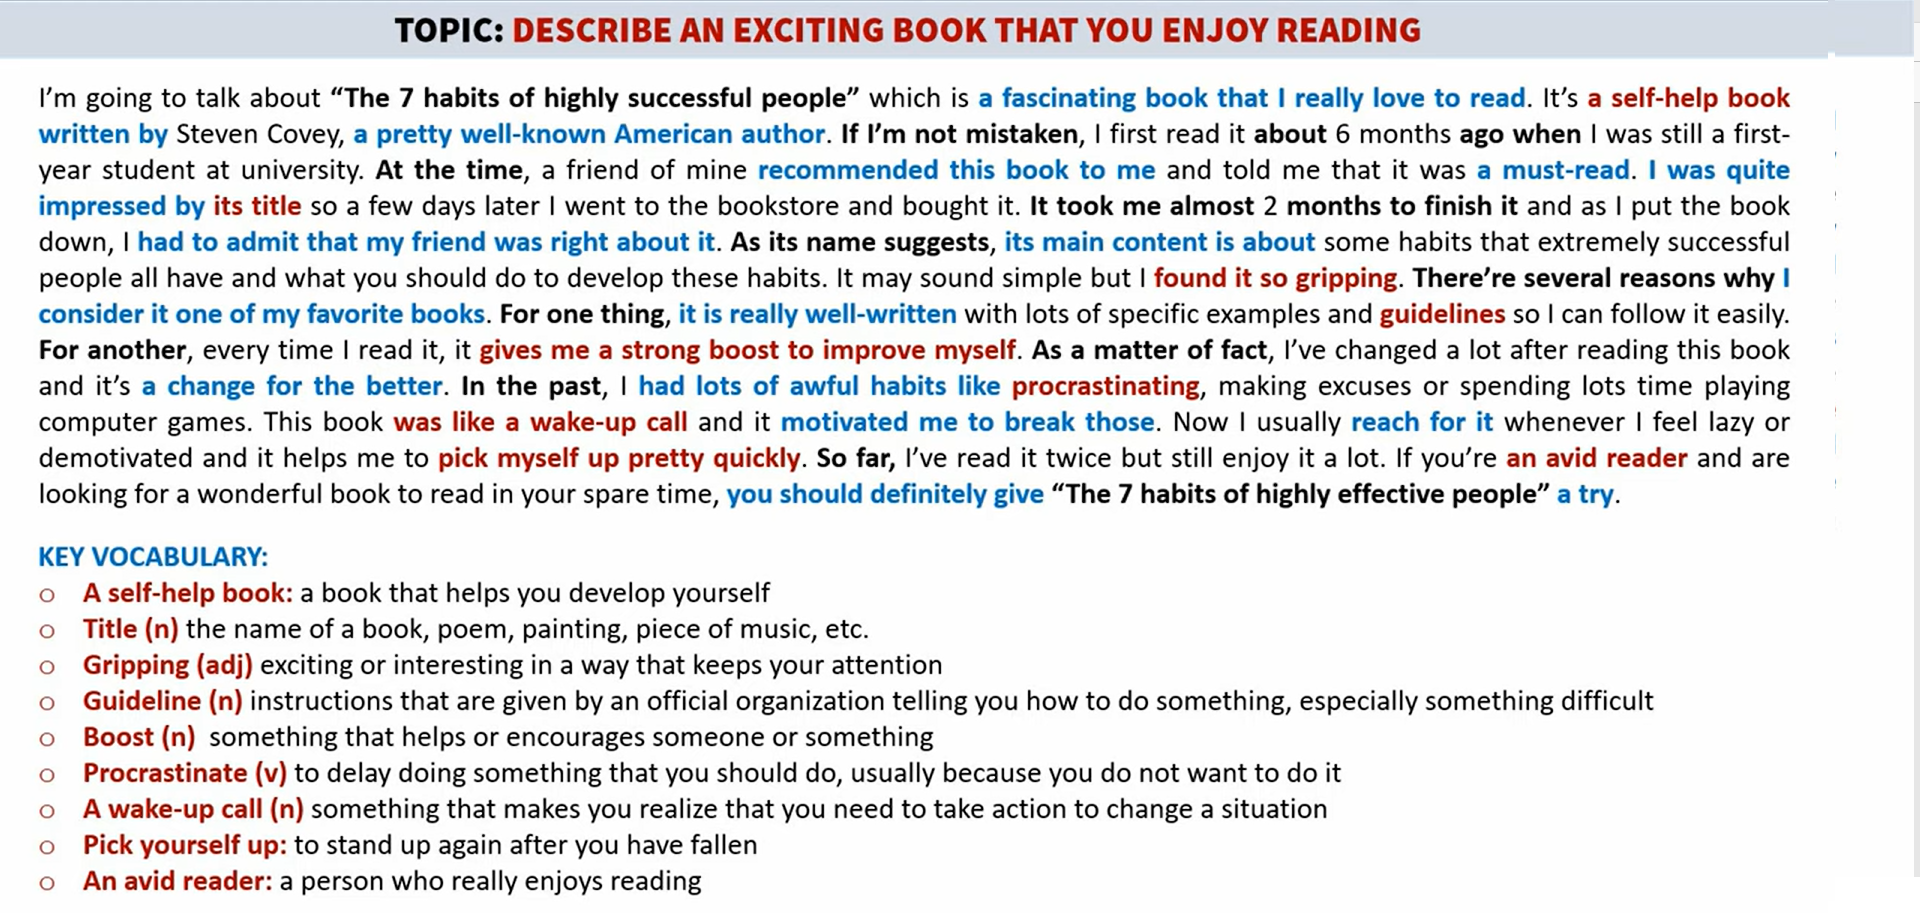 TOPIC: DESCRIBE AN EXCITING BOOK THAT YOU ENJOY READING
I'm going to talk about “The 7 habits of highly successful people” which is a fascinating book that I really love to read. It's a self-help book
written by Steven Covey, a pretty well-known American author. If I'm not mistaken, I first read it about 6 months ago when I was still a first-
year student at university. At the time, a friend of mine recommended this book to me and told me that it was a must-read. I was quite
impressed by its title so a few days later I went to the bookstore and bought it. It took me almost 2 months to finish it and as I put the book
down, I had to admit that my friend was right about it. As its name suggests, its main content is about some habits that extremely successful
people all have and what you should do to develop these habits. It may sound simple but I found it so gripping. There're several reasons why I
consider it one of my favorite books. For one thing, it is really well-written with lots of specific examples and guidelines so I can follow it easily.
For another, every time I read it, it gives me a strong boost to improve myself. As a matter of fact, I've changed a lot after reading this book
and it's a change for the better. In the past, I had lots of awful habits like procrastinating, making excuses or spending lots time playing
computer games. This book was like a wake-up call and it motivated me to break those. Now I usually reach for it whenever I feel lazy or
demotivated and it helps me to pick myself up pretty quickly. So far, I've read it twice but still enjoy it a lot. If you're an avid reader and are
looking for a wonderful book to read in your spare time, you should definitely give “The 7 habits of highly effective people” a try.
KEY VOCABULARY:
o A self-help book: a book that helps you develop yourself
o Title (n) the name of a book, poem, painting, piece of music, etc.
o Gripping (adj) exciting or interesting in a way that keeps your attention
o Guideline (n) instructions that are given by an official organization telling you how to do something, especially something difficult
o Boost (n) something that helps or encourages someone or something
o Procrastinate (v) to delay doing something that you should do, usually because you do not want to do it
o A wake-up call (n) something that makes you realize that you need to take action to change a situation
o Pick yourself up: to stand up again after you have fallen
o An avid reader: a person who really enjoys reading